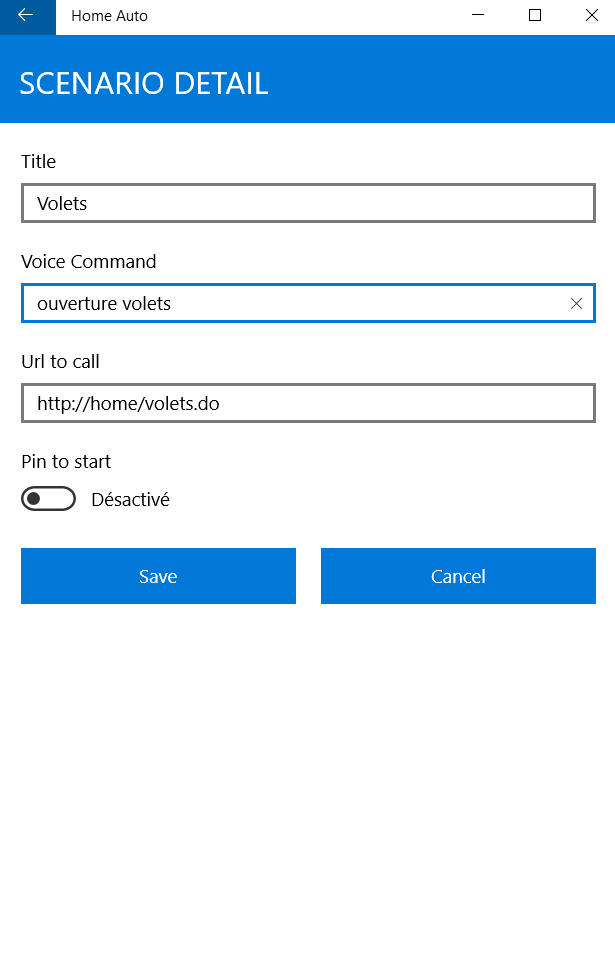 Home Auto
SCENARIO DETAIL
Title
Volets
Voice Command
ouverture volets
Url to call
http://home/volets.do
Pin to start
Désactivé
Save Cancel